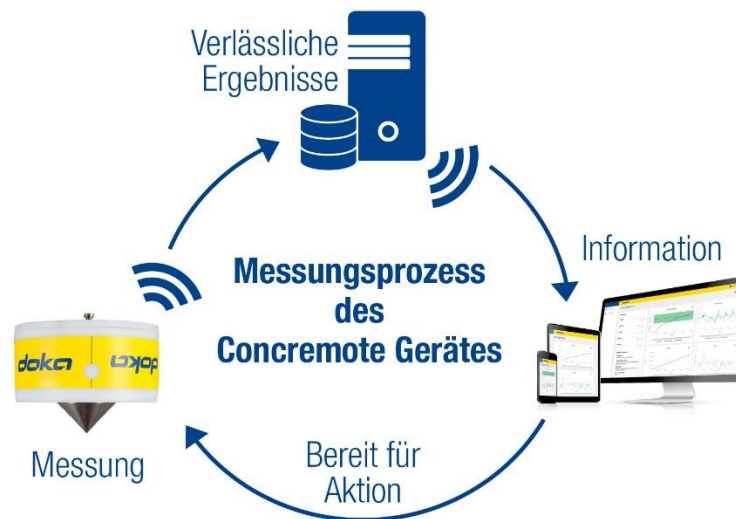 Verlässliche
Ergebnisse
Information
Messungsprozess
des
Concremote Gerätes
doka
doka
Messung
Bereit für
Aktion